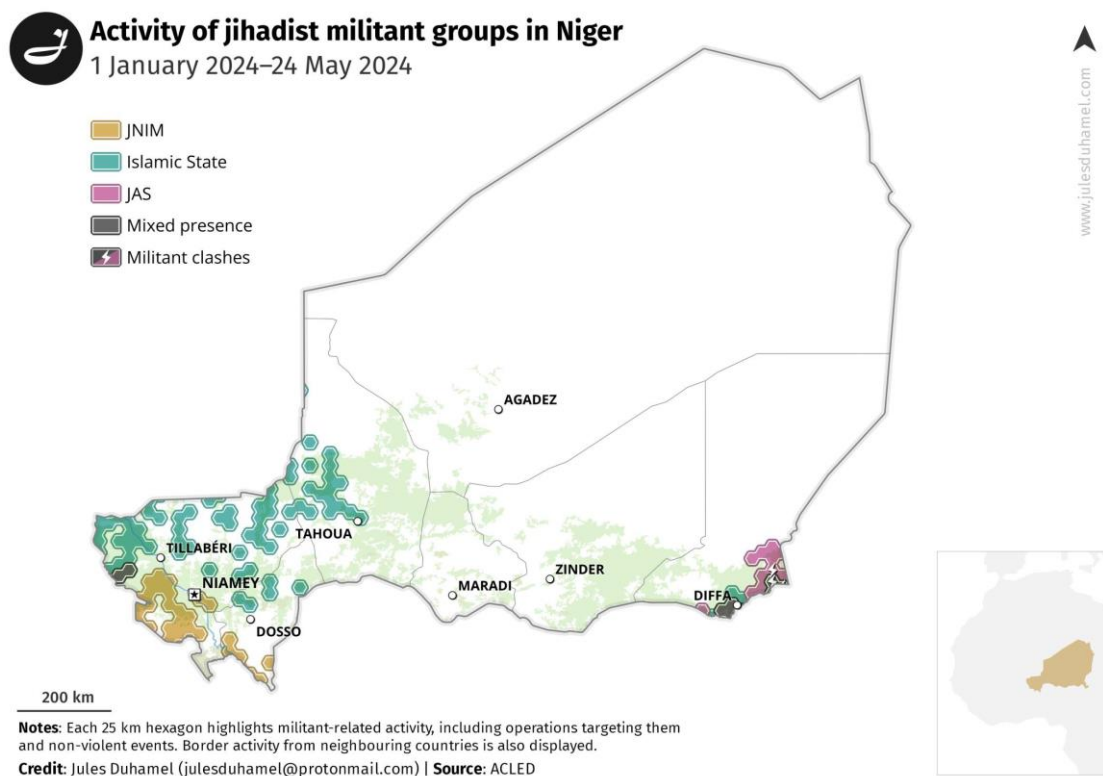 Activity of jihadist militant groups in Niger
1 January 2024–24 May 2024
JNIM
Islamic State
JAS
Mixed presence
Militant clashes
www.julesduhamel.com
AGADEZ
TAHOUA
TILLABÉRI
NIAMEY
DOSSO
MARADI
ZINDER
DIFFA
200 km
Notes: Each 25 km hexagon highlights militant-related activity, including operations targeting them
and non-violent events. Border activity from neighbouring countries is also displayed.
Credit: Jules Duhamel (julesduhamel@protonmail.com) | Source: ACLED